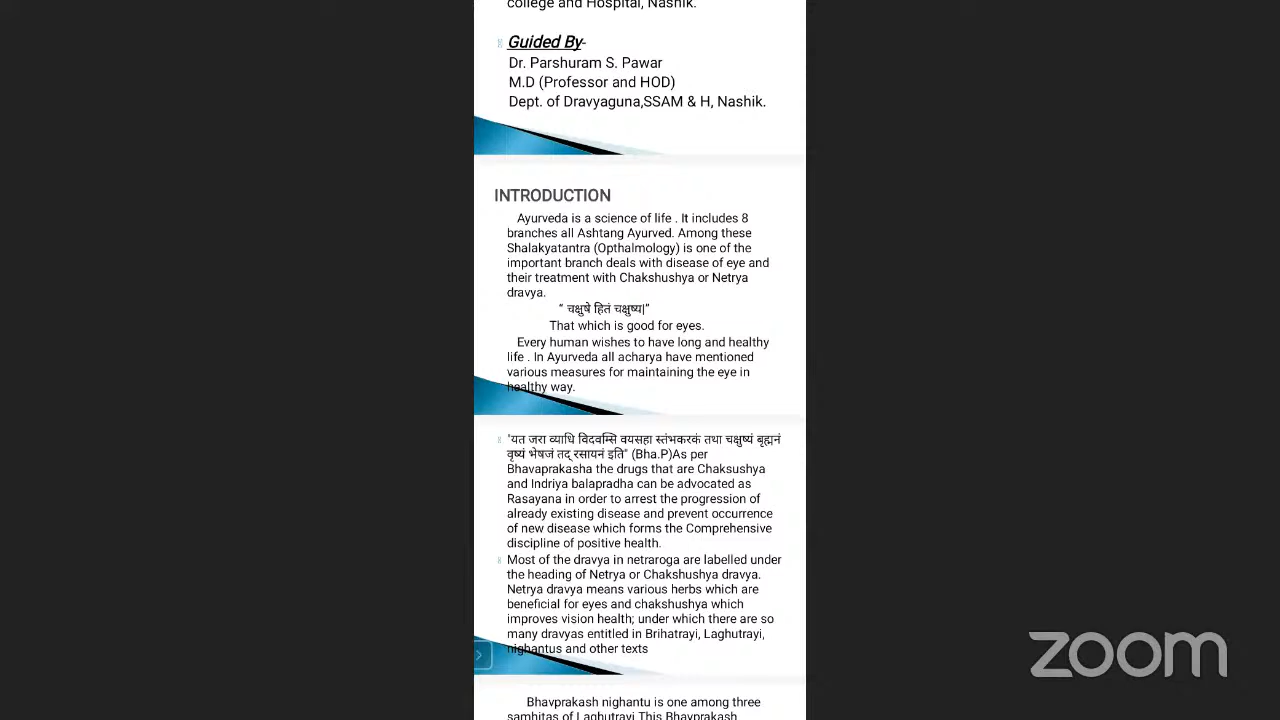 college and Hospital, Nashik.
Guided By-
Dr. Parshuram S. Pawar
M.D (Professor and HOD)
Dept. of Dravyaguna,SSAM & H, Nashik.
INTRODUCTION
Ayurveda is a science of life . It includes 8
branches all Ashtang Ayurved. Among these
Shalakyatantra (Opthalmology) is one of the
important branch deals with disease of eye and
their treatment with Chakshushya or Netrya
dravya.
“ चक्षुषे हितं चक्षुष्य|”
That which is good for eyes.
Every human wishes to have long and healthy
life . In Ayurveda all acharya have mentioned
various measures for maintaining the eye in
healthy way.
"यत जरा व्याधि विदवम्सि वयसहा स्तंभकरकं तथा चक्षुष्यं बृह्मनं
वृष्यं भेषजं तद् रसायनं इति" (Bha.P)As per
Bhavaprakasha the drugs that are Chaksushya
and Indriya balapradha can be advocated as
Rasayana in order to arrest the progression of
already existing disease and prevent occurrence
of new disease which forms the Comprehensive
discipline of positive health.
Most of the dravya in netraroga are labelled under
the heading of Netrya or Chakshushya dravya.
Netrya dravya means various herbs which are
beneficial for eyes and chakshushya which
improves vision health; under which there are so
many dravyas entitled in Brihatrayi, Laghutrayi,
nighantus and other texts
Bhavprakash nighantu is one among three
samhitas of Laghutrayi This Bhavprakash
zoom